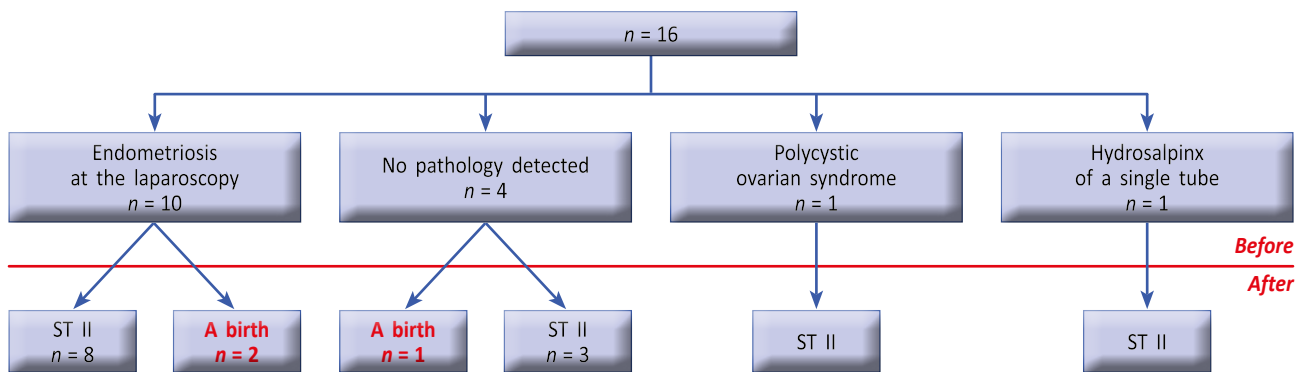 n = 16
Endometriosis
at the laparoscopy
n = 10
No pathology detected
n = 4
Polycystic
ovarian syndrome
n = 1
Hydrosalpinx
of a single tube
n = 1
Before
After
ST II
n = 8
A birth
n = 2
A birth
n = 1
ST II
n = 3
ST II
ST II